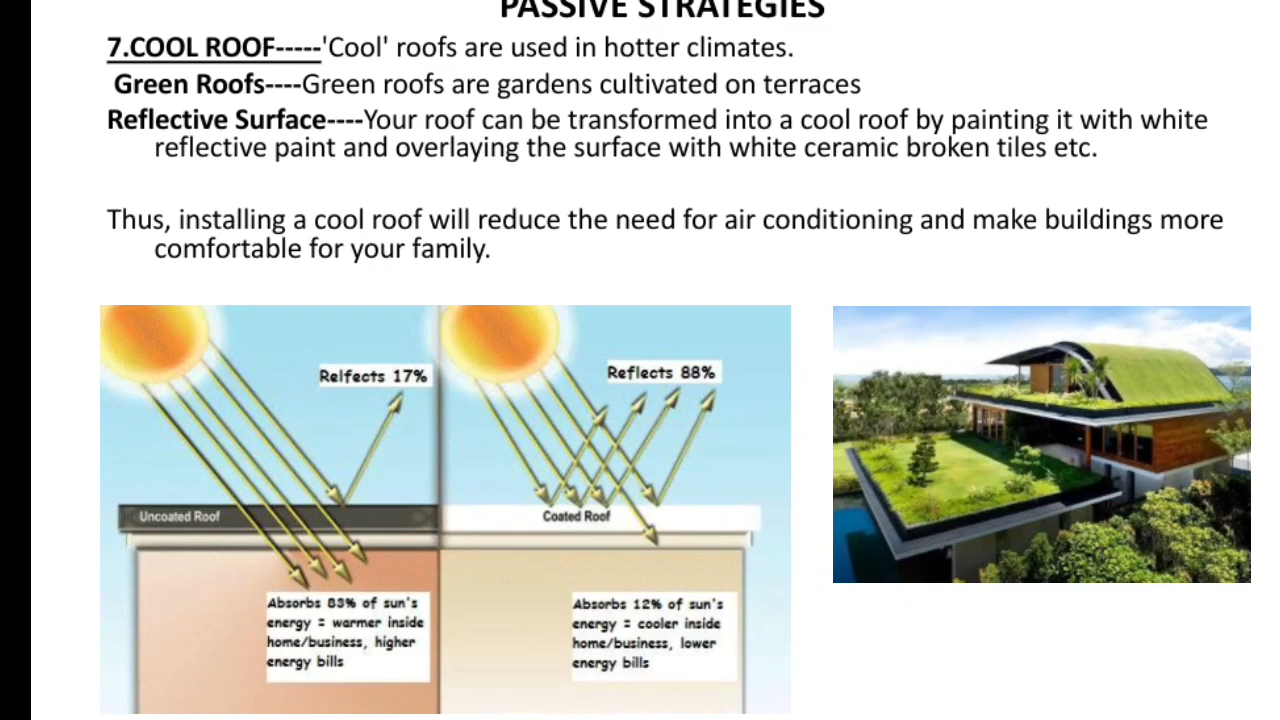 PASSIVE STRATEGIES
7.COOL ROOF-----'Cool' roofs are used in hotter climates.
Green Roofs----Green roofs are gardens cultivated on terraces
Reflective Surface----Your roof can be transformed into a cool roof by painting it with white
reflective paint and overlaying the surface with white ceramic broken tiles etc.
Thus, installing a cool roof will reduce the need for air conditioning and make buildings more
comfortable for your family.
Relfects 17%
Reflects 88%
Uncoated Roof
Coated Roof
Absorbs 83% of sun's
energy = warmer inside
home/business, higher
energy bills
Absorbs 12% of sun's
energy = cooler inside
home/business, lower
energy bills